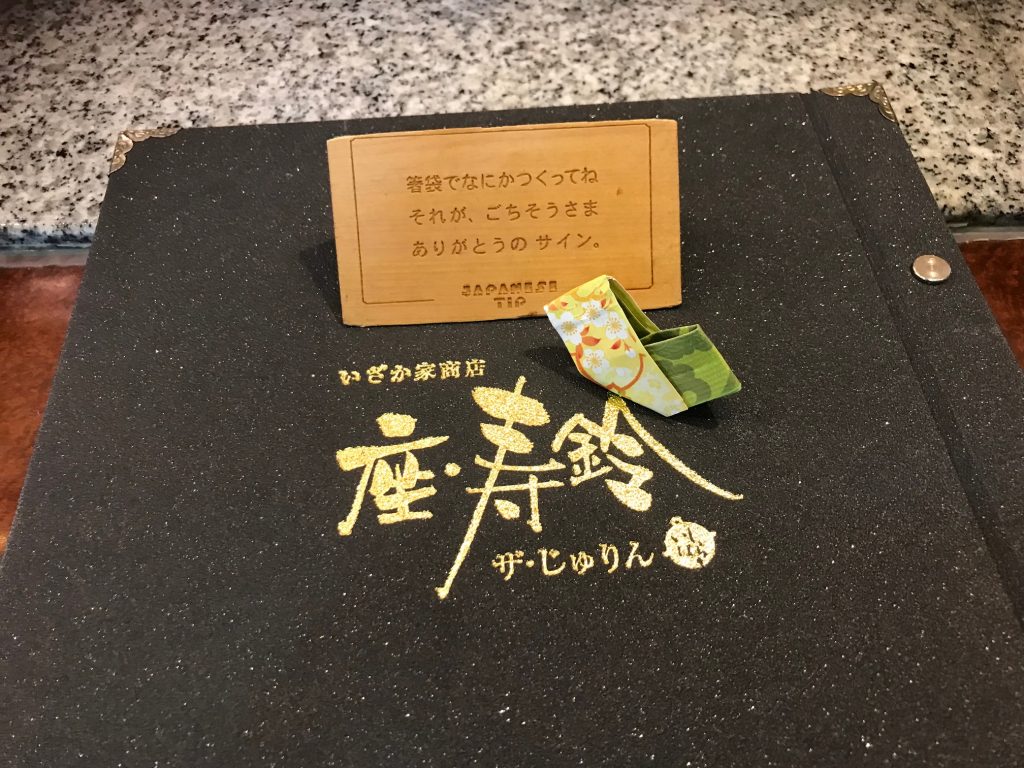 箸袋でなにかつくってね
それが、ごちそうさま
ありがとうの サイン。
JAPANESE
TIP
いざか家商店
座・寿鈴
ザ・じゅりん